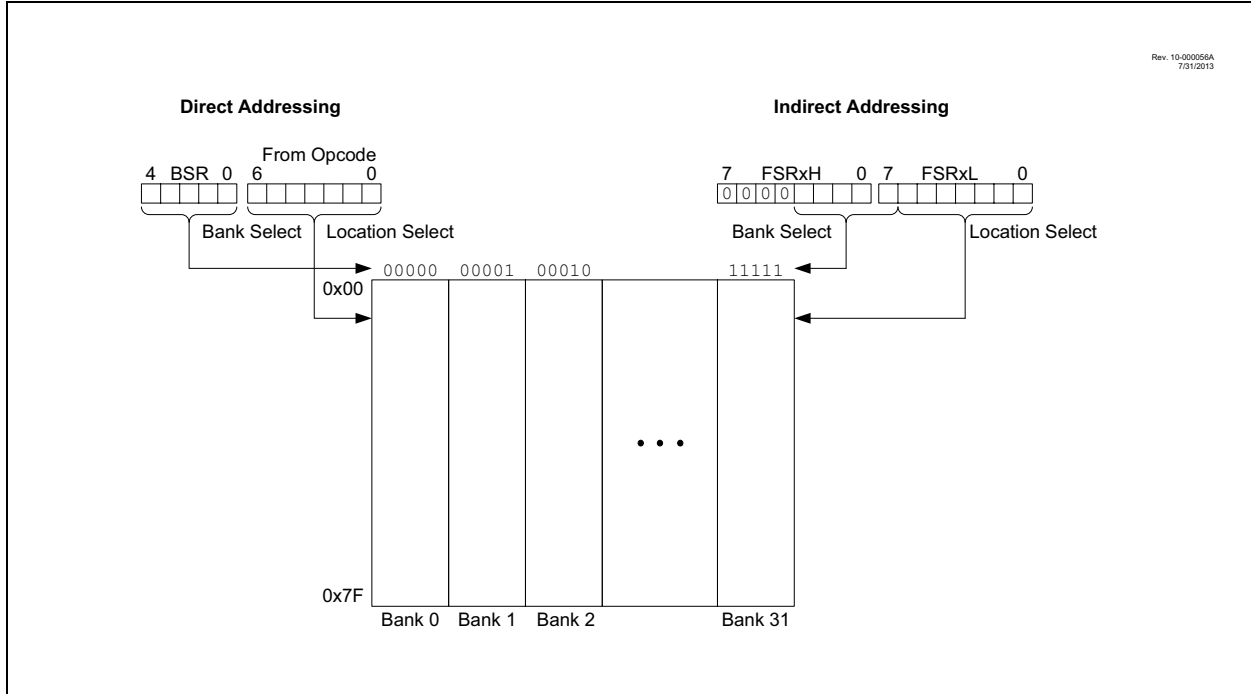 Rev. 10-000056A
7/31/2013
Direct Addressing
Indirect Addressing
From Opcode
4 BSR 0 6 0
7 FSRxH 0 7 FSRxL 0
0 0 0 0
Bank Select Location Select
Bank Select Location Select
00000 00001 00010 11111
0x00
• • •
0x7F
Bank 0 Bank 1 Bank 2 Bank 31